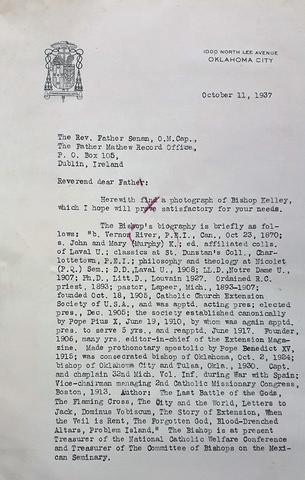 1000 NORTH LEE AVENUE
OKLAHOMA CITY
October 11, 1937
The Rev. Father Senan, O.M.Cap.,
The Father Mathew Record Office,
P. O. Box 105,
Dublin, Ireland
Reverend dear Father:
Herewith find a photograph of Bishop Kelley,
which I hope will prove satisfactory for your needs.
The Bishop's biography is briefly as fol-
lows: "b. Vernon River, P.E.I., Can., Oct 23, 1870;
s. John and Mary (Murphy) K.; ed. affiliated colls.
of Laval U.; classics at St. Dunstan's Coll., Char-
lottetown, P.E.I.; philosophy and theology at Nicolet
(P.Q.) Sem.; D.D., Laval U., 1908; LL.D., Notre Dame U.,
1907; Ph.D., Litt.D., Louvain 1927. Ordained R.C.
priest, 1893; pastor, Lapeer, Mich., 1893-1907;
founded Oct. 18, 1905, Catholic Church Extension
Society of U.S.A., and was apptd. acting pres; elected
pres., Dec. 1905; the society established canonically
by Pope Pius X, June 19, 1910, by whom was again apptd.
pres. to serve 5 yrs., and reapptd. June 1917. Founder,
1906, many yrs. editor-in-chief of the Extension Maga-
zine. Made prothonotary apostolic by Pope Benedict XV,
1915; was consecrated bishop of Oklahoma, Oct. 2, 1924;
bishop of Oklahoma City and Tulsa, Okla., 1930. Capt.
and chaplain 32nd Mich. Vol. Inf. during War with Spain;
Vice-chairman managing 2nd Catholic Missionary Congress,
Boston, 1913. Author: The Last Battle of the Gods,
The Flaming Cross, The City and the World, Letters to
Jack, Dominus Vobiscum, The Story of Extension, When
the Veil is Rent, The Forgotten God, Blood-Drenched
Altars, Problem Island." The Bishop is at present
Treasurer of the National Catholic Welfare Conference
and Treasurer of The Committee of Bishops on the Mexi-
can Seminary.